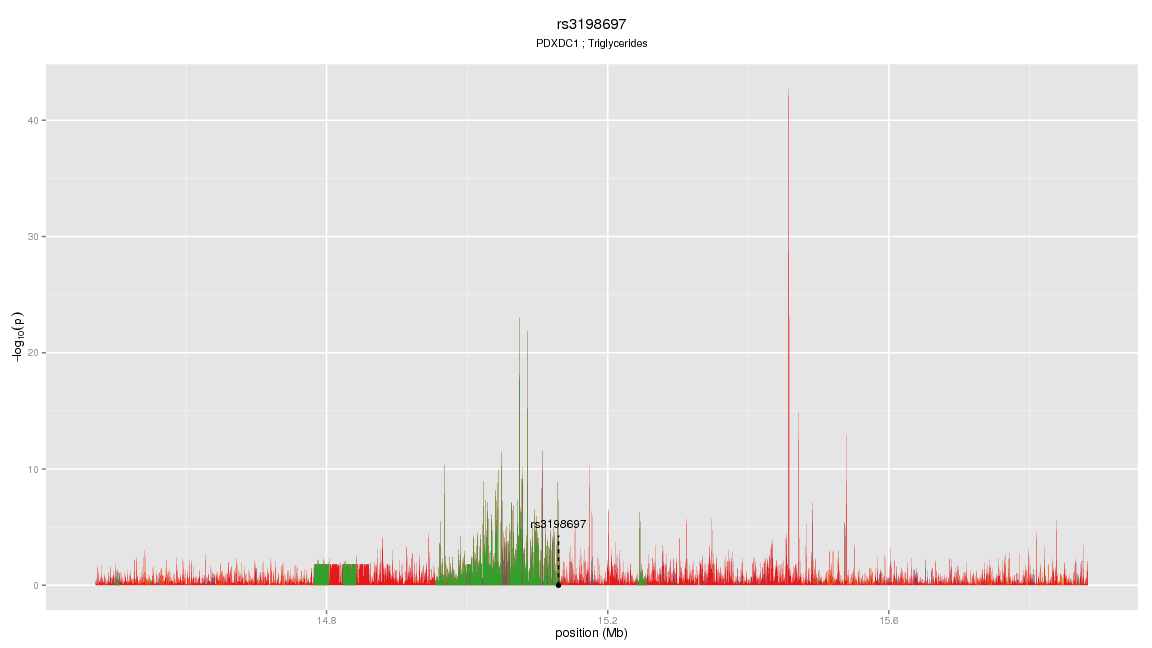 rs3198697
PDXDC1 ; Triglycerides
40
30
20
10
0
−log10(p)
rs3198697
14.8
15.2
15.6
position (Mb)